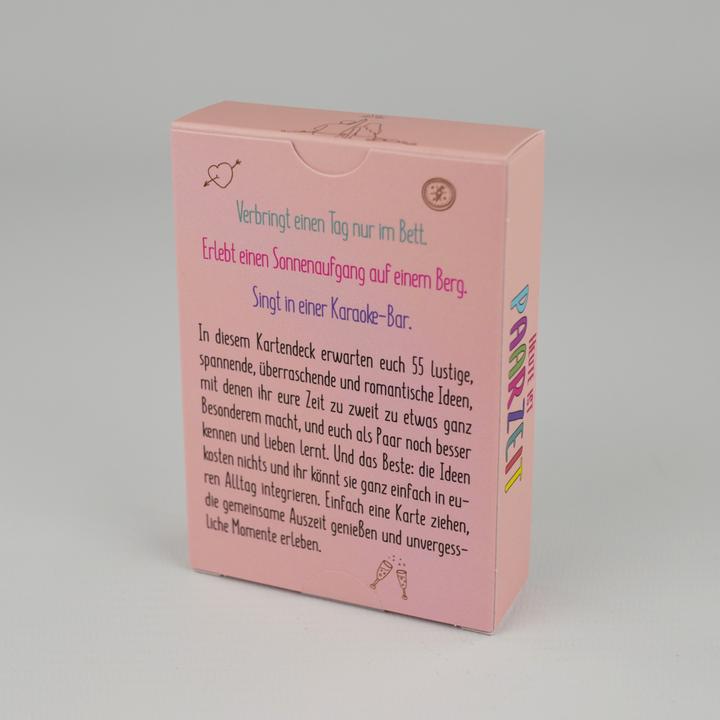 Verbringt einen Tag nur im Bett.
Erlebt einen Sonnenaufgang auf einem Berg.
Singt in einer Karaoke-Bar.
In diesem Kartendeck erwarten euch 55 lustige,
spannende, überraschende und romantische Ideen,
mit denen ihr eure Zeit zu zweit zu etwas ganz
Besonderem macht, und euch als Paar noch besser
kennen und lieben lernt. Und das Beste: die Ideen
kosten nichts und ihr könnt sie ganz einfach in eu-
ren Alltag integrieren. Einfach eine Karte ziehen,
die gemeinsame Auszeit genießen und unvergess-
liche Momente erleben.
HEUTE IST
PAARZEIT